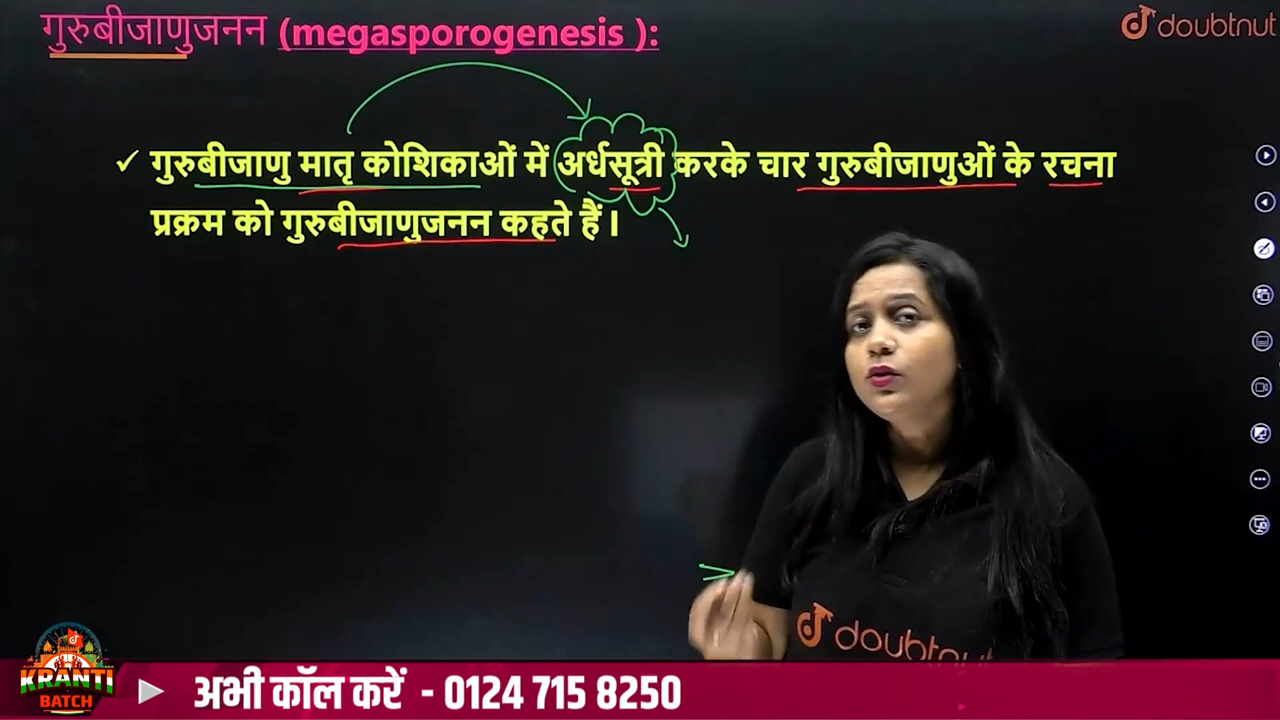 गुरुबीजाणुजनन (megasporogenesis ):
doubtnut
✓ गुरुबीजाणु मातृ कोशिकाओं में अर्धसूत्री करके चार गुरुबीजाणुओं के रचना
प्रक्रम को गुरुबीजाणुजनन कहते हैं ।
doubtnut
KRANTI
BATCH
अभी कॉल करें - 0124 715 8250